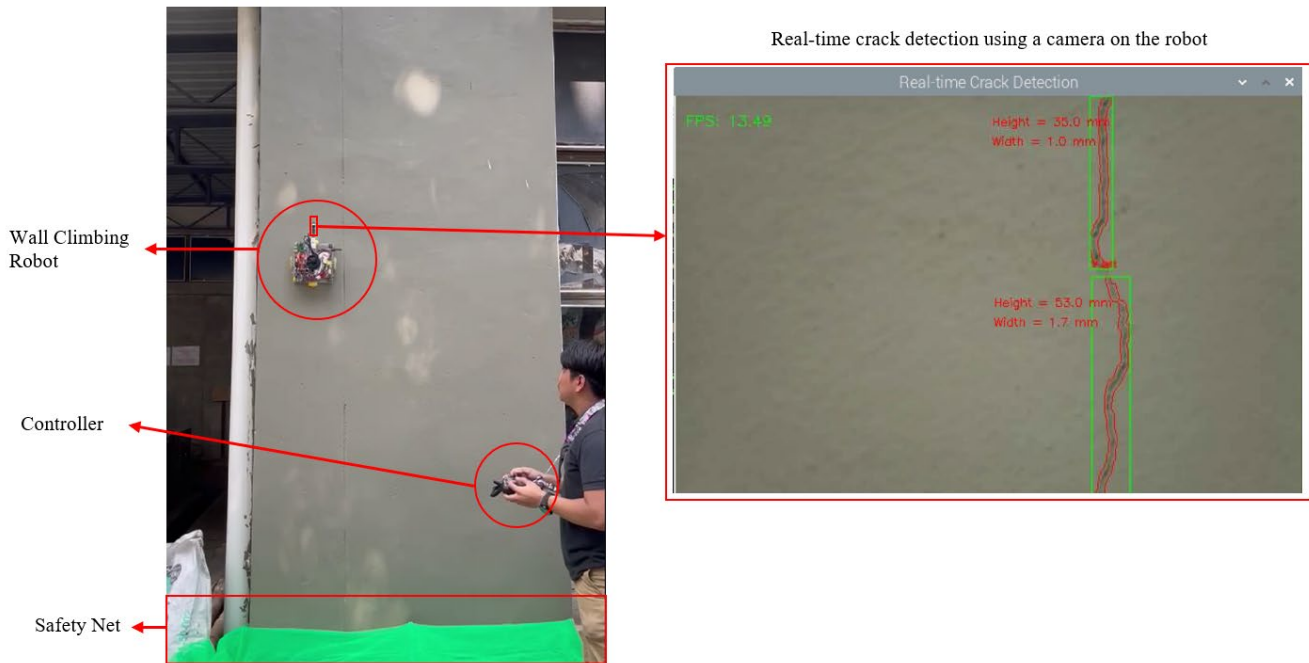 Real-time crack detection using a camera on the robot
Real-time Crack Detection
FPS: 13.49
Height = 35.0 mm
Width = 1.0 mm
Height = 53.0 mm
Width = 1.7 mm
Wall Climbing
Robot
Controller
Safety Net